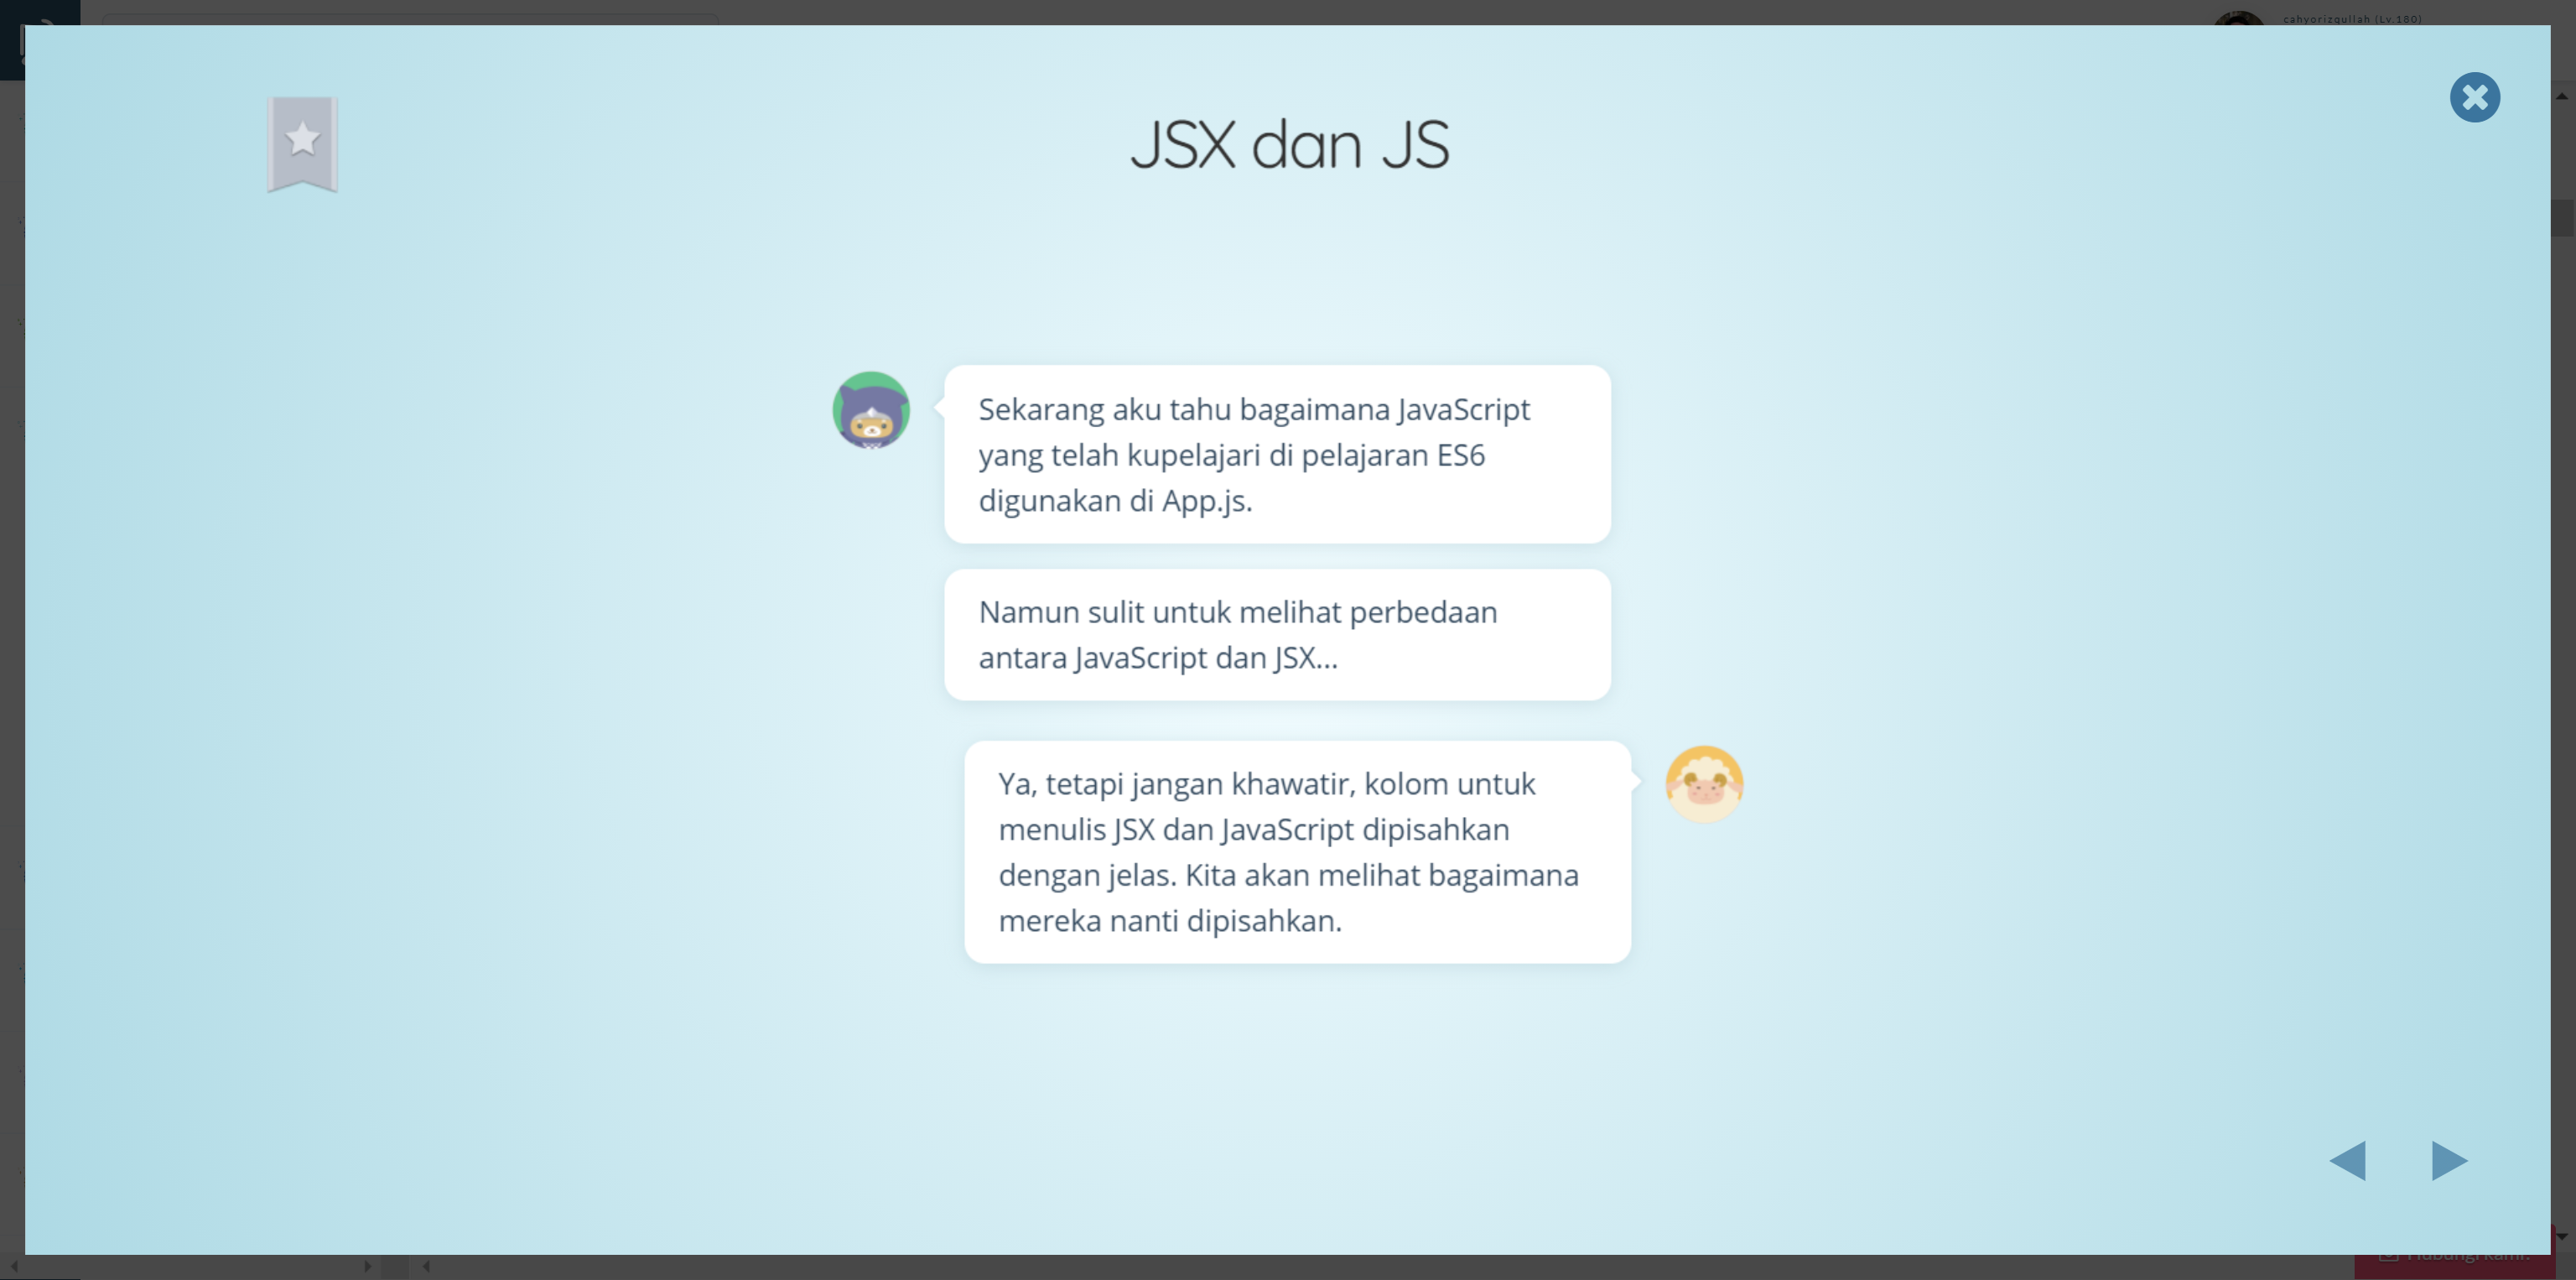 cahyorizqullah (Lv.180)
JSX dan JS
Sekarang aku tahu bagaimana JavaScript
yang telah kupelajari di pelajaran ES6
digunakan di App.js.
Namun sulit untuk melihat perbedaan
antara JavaScript dan JSX...
Ya, tetapi jangan khawatir, kolom untuk
menulis JSX dan JavaScript dipisahkan
dengan jelas. Kita akan melihat bagaimana
mereka nanti dipisahkan.